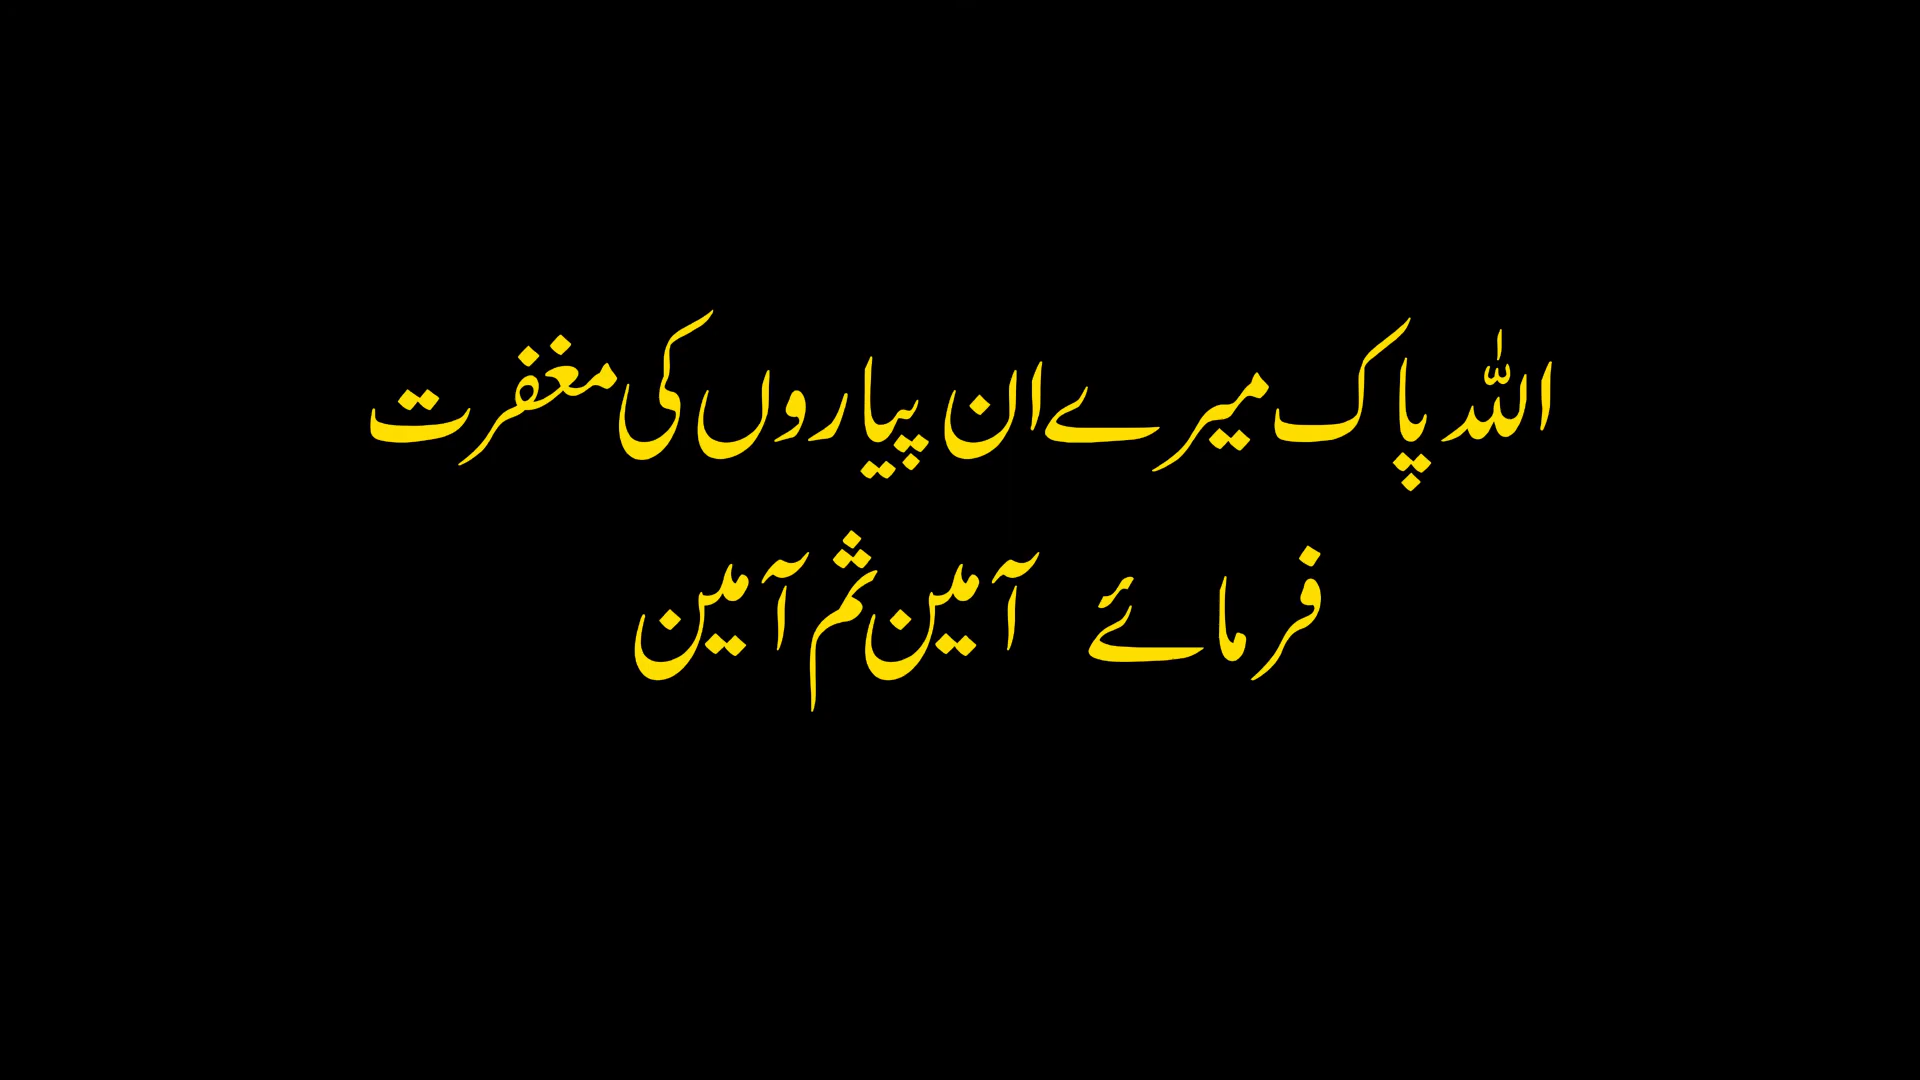 اللہ پاک میرے ان پیاروں کی مغفرت
فرمائے آمین ثم آمین